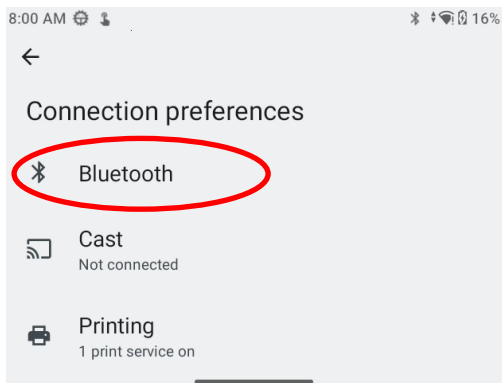 8:00 AM 16%
Connection preferences
Bluetooth
Cast
Not connected
Printing
1 print service on